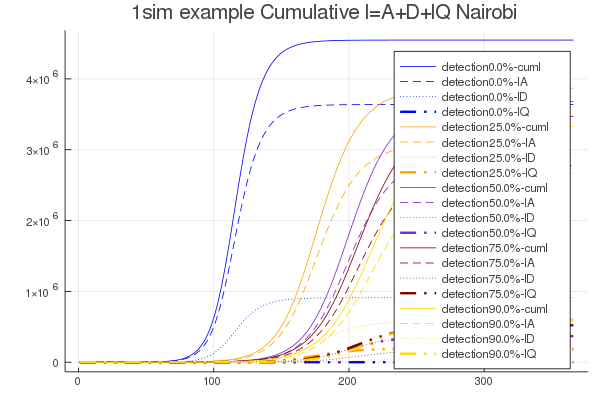 1sim example Cumulative I=A+D+IQ Nairobi
4×10 6
3×10 6
2×10 6
1×10 6
0
0
100
200
300
detection0.0%-cuml
detection0.0%-IA
detection0.0%-ID
detection0.0%-IQ
detection25.0%-cuml
detection25.0%-IA
detection25.0%-ID
detection25.0%-IQ
detection50.0%-cuml
detection50.0%-IA
detection50.0%-ID
detection50.0%-IQ
detection75.0%-cuml
detection75.0%-IA
detection75.0%-ID
detection75.0%-IQ
detection90.0%-cuml
detection90.0%-IA
detection90.0%-ID
detection90.0%-IQ